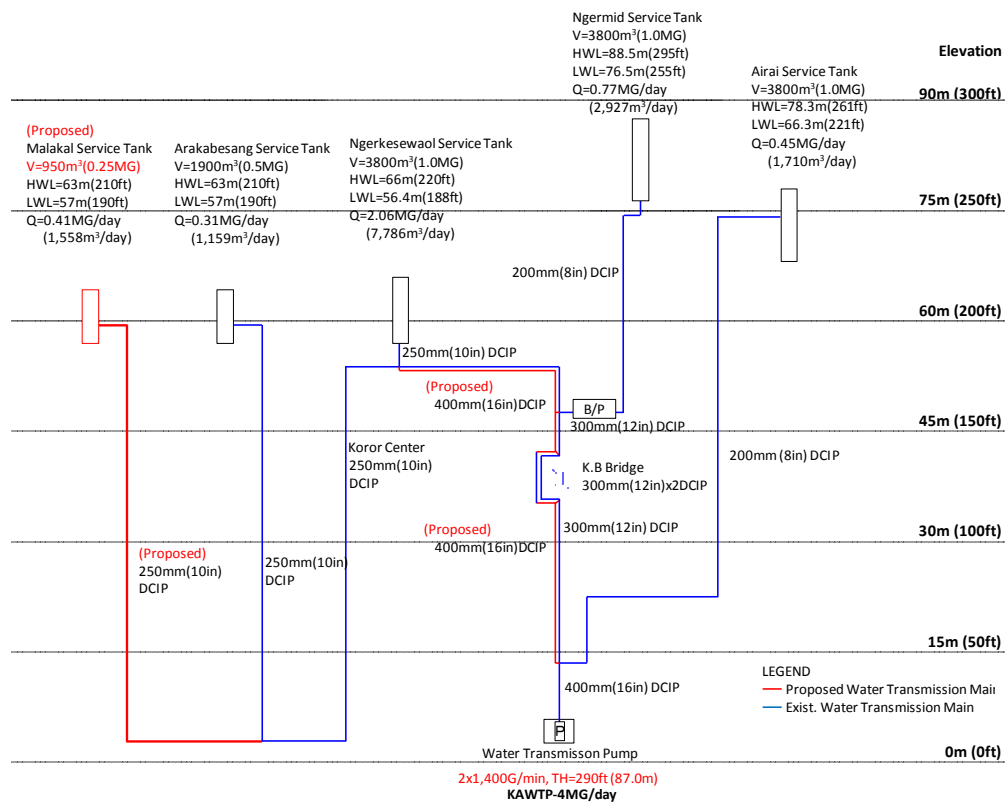 Ngermid Service Tank
V=3800m³(1.0MG)
HWL=88.5m(295ft)
LWL=76.5m(255ft)
Q=0.77MG/day
(2,927m³/day)
Elevation
Airai Service Tank
V=3800m³(1.0MG)
HWL=78.3m(261ft)
LWL=66.3m(221ft)
Q=0.45MG/day
(1,710m³/day)
90m (300ft)
(Proposed)
Malakal Service Tank
V=950m³(0.25MG)
HWL=63m(210ft)
LWL=57m(190ft)
Q=0.41MG/day
(1,558m³/day)
Arakabesang Service Tank
V=1900m³(0.5MG)
HWL=63m(210ft)
LWL=57m(190ft)
Q=0.31MG/day
(1,159m³/day)
Ngerkesewaol Service Tank
V=3800m³(1.0MG)
HWL=66m(220ft)
LWL=56.4m(188ft)
Q=2.06MG/day
(7,786m³/day)
75m (250ft)
200mm(8in) DCIP
60m (200ft)
250mm(10in) DCIP
(Proposed)
400mm(16in)DCIP
B/P
300mm(12in) DCIP
45m (150ft)
Koror Center
250mm(10in)
DCIP
K.B Bridge
300mm(12in)x2DCIP
200mm (8in) DCIP
300mm(12in) DCIP
(Proposed)
400mm(16in)DCIP
30m (100ft)
(Proposed)
250mm(10in)
DCIP
250mm(10in)
DCIP
15m (50ft)
400mm(16in) DCIP
LEGEND
Proposed Water Transmission Main
Exist. Water Transmission Main
P
Water Transmisson Pump
0m (0ft)
2x1,400G/min, TH=290ft (87.0m)
KAWTP-4MG/day